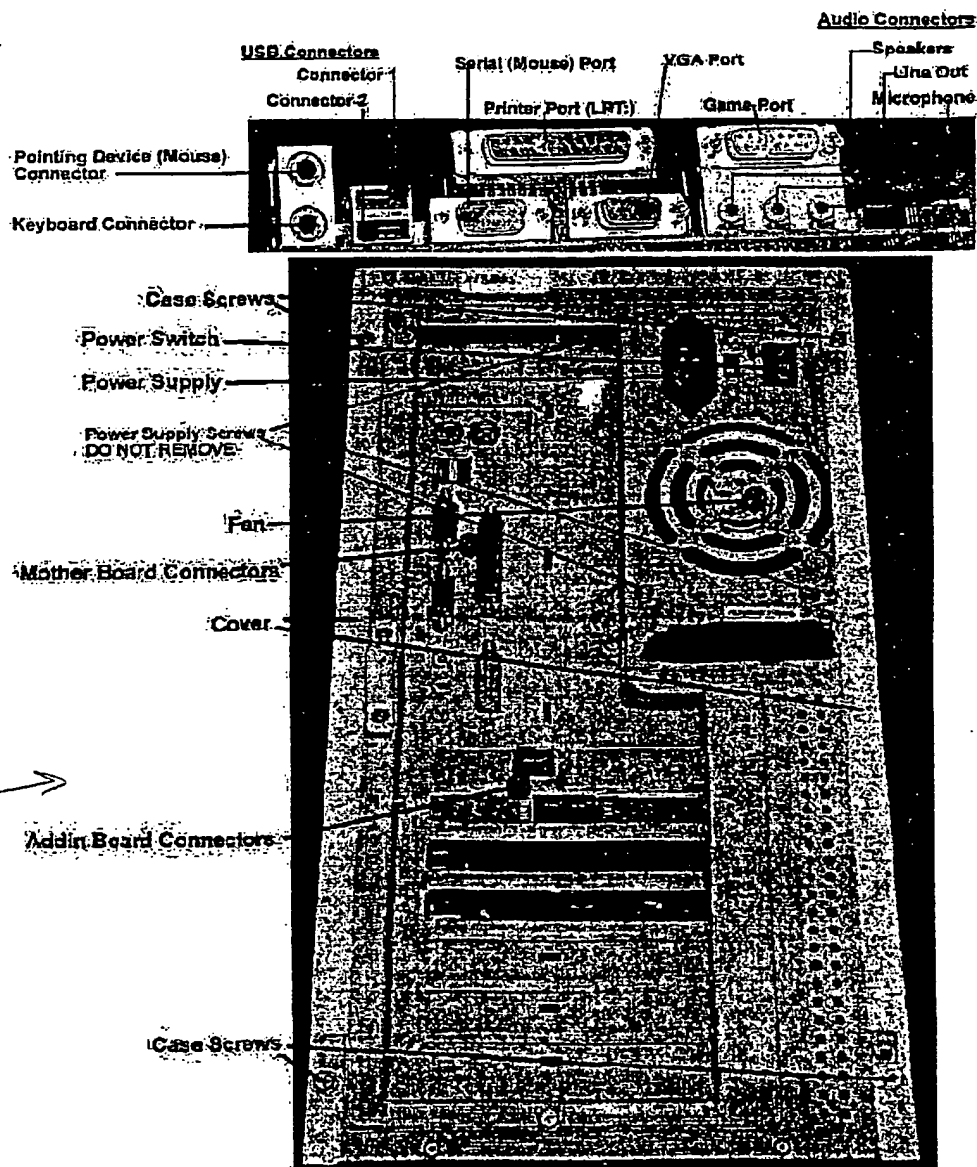 Audio Connectors
USB Connectors
Speakers
Connector 1
Serial (Mouse) Port
VGA Port
Line Out
Connector 2
Printer Port (LPT:)
Game Port
Microphone
Pointing Device (Mouse)
Connector
Keyboard Connector
Case Screws
Power Switch
Power Supply
Power Supply Screws
DO NOT REMOVE
Fan
Mother Board Connectors
Cover
Addin Board Connectors
Case Screws